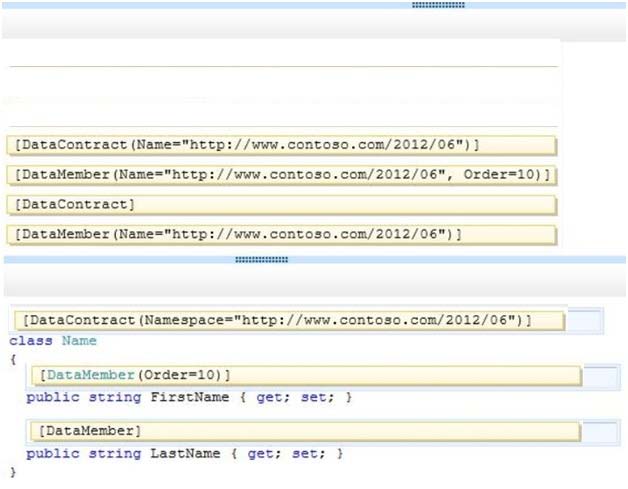 [DataContract(Name="http://www.contoso.com/2012/06")]
[DataMember(Name="http://www.contoso.com/2012/06", Order=10)]
[DataContract]
[DataMember(Name="http://www.contoso.com/2012/06")]
[DataContract(Namespace="http://www.contoso.com/2012/06")]
class Name
{
[DataMember(Order=10)]
public string FirstName { get; set; }
[DataMember]
public string LastName { get; set; }
}